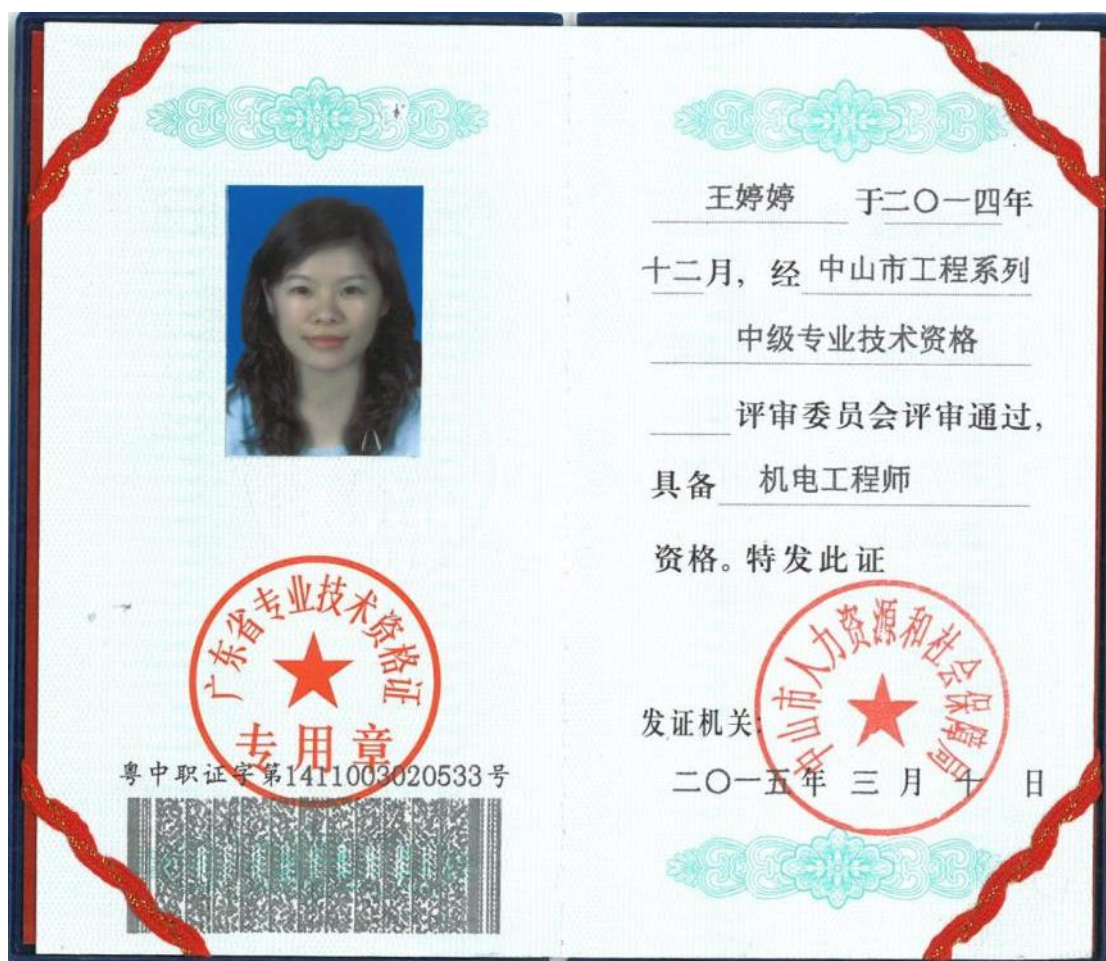 广东省专业技术资格证
专用章
粤中职证字第1411003020533号
王婷婷 于二〇一四年
十二月，经 中山市工程系列
中级专业技术资格
评审委员会评审通过，
具备 机电工程师
资格。特发此证
中山市人力资源和社会保障局
发证机关:
二〇一五年 三月十日